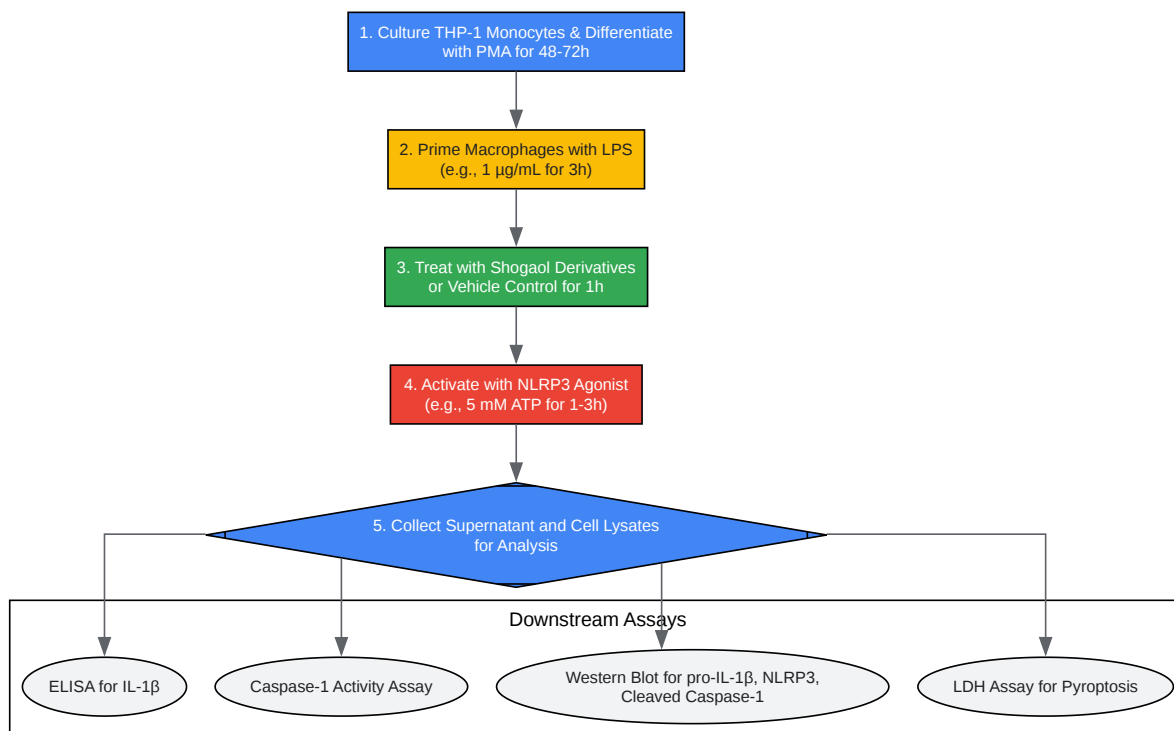 1. Culture THP-1 Monocytes & Differentiate
with PMA for 48-72h
2. Prime Macrophages with LPS
(e.g., 1 µg/mL for 3h)
3. Treat with Shogaol Derivatives
or Vehicle Control for 1h
4. Activate with NLRP3 Agonist
(e.g., 5 mM ATP for 1-3h)
5. Collect Supernatant and Cell Lysates
for Analysis
Downstream Assays
ELISA for IL-1β
Caspase-1 Activity Assay
Western Blot for pro-IL-1β, NLRP3,
Cleaved Caspase-1
LDH Assay for Pyroptosis